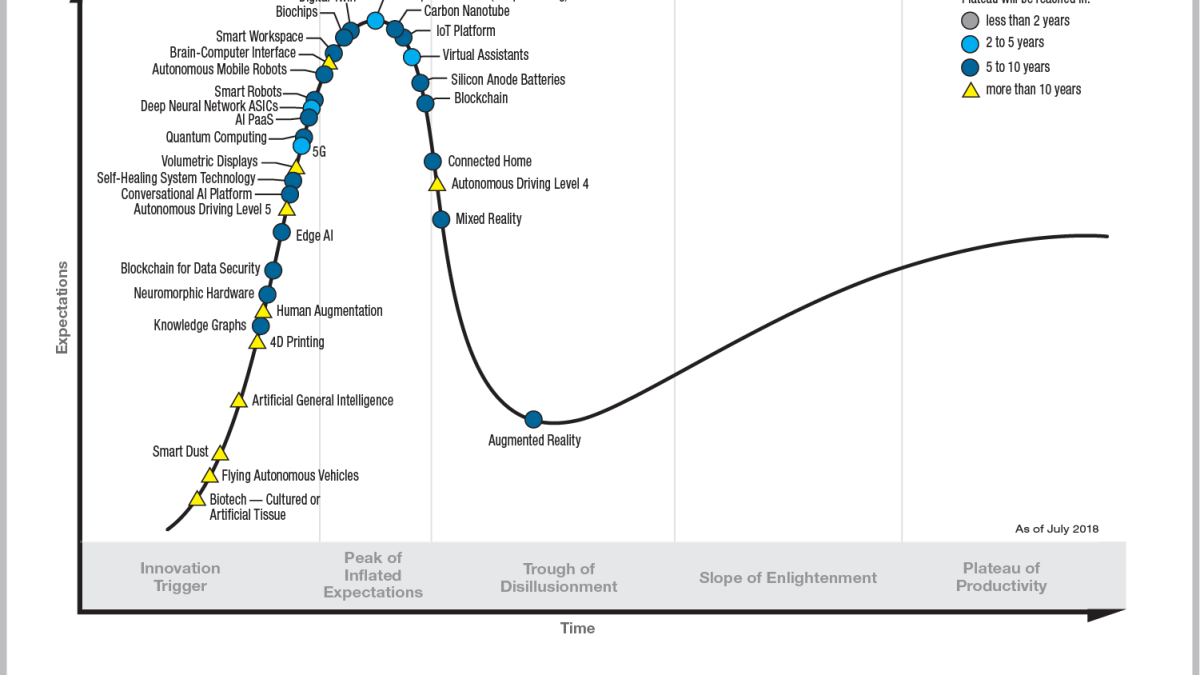 Biochips
Carbon Nanotube
Smart Workspace
IoT Platform
Brain-Computer Interface
Virtual Assistants
Autonomous Mobile Robots
Silicon Anode Batteries
Smart Robots
Blockchain
Deep Neural Network ASICs
AI PaaS
Quantum Computing
5G
Volumetric Displays
Connected Home
Self-Healing System Technology
Autonomous Driving Level 4
Conversational AI Platform
Autonomous Driving Level 5
Mixed Reality
Edge AI
Blockchain for Data Security
Neuromorphic Hardware
Human Augmentation
Knowledge Graphs
4D Printing
Artificial General Intelligence
Augmented Reality
Smart Dust
Flying Autonomous Vehicles
Biotech — Cultured or
Artificial Tissue
Plateau will be reached in:
less than 2 years
2 to 5 years
5 to 10 years
more than 10 years
As of July 2018
Expectations
Innovation
Trigger
Peak of
Inflated
Expectations
Trough of
Disillusionment
Slope of Enlightenment
Plateau of
Productivity
Time